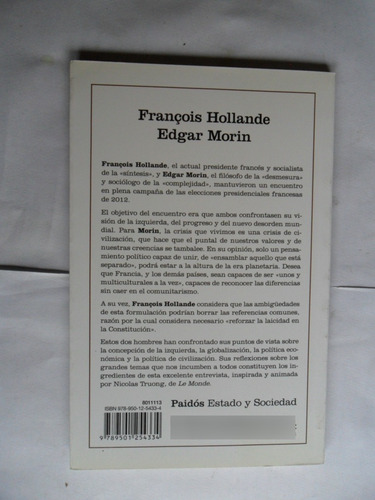 François Hollande
Edgar Morin
François Hollande, el actual presidente francés y socialista
de la «síntesis», y Edgar Morin, el filósofo de la «desmesura»
y sociólogo de la «complejidad», mantuvieron un encuentro
en plena campaña de las elecciones presidenciales francesas
de 2012.
El objetivo del encuentro era que ambos confrontasen su vi-
sión de la izquierda, del progreso y del nuevo desorden mun-
dial. Para Morin, la crisis que vivimos es una crisis de ci-
vilización, que hace que el puntal de nuestros valores y de
nuestras creencias se tambalee. En su opinión, solo un pensa-
miento político capaz de unir, de «ensamblar aquello que está
separado», podrá estar a la altura de la era planetaria. Desea
que Francia, y los demás países, sean capaces de ser «unos y
multiculturales a la vez», capaces de reconocer las diferencias
sin caer en el comunitarismo.
A su vez, François Hollande considera que las ambigüedades
de esta formulación podrían borrar las referencias comunes,
razón por la cual considera necesario «reforzar la laicidad en
la Constitución».
Estos dos hombres han confrontado sus puntos de vista sobre
la concepción de la izquierda, la globalización, la política eco-
nómica y la política de civilización. Sus reflexiones sobre los
grandes temas que nos incumben a todos constituyen los in-
gredientes de esta excelente entrevista, inspirada y animada
por Nicolas Truong, de Le Monde.
8011113
ISBN 978-950-12-5433-4
9 789501 254334
Paidós Estado y Sociedad